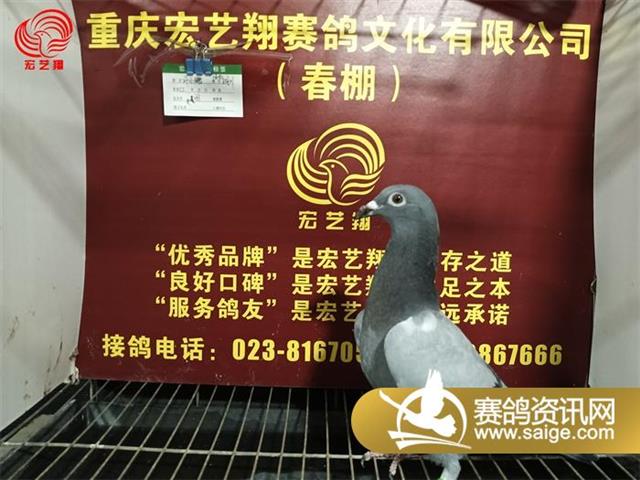 宏艺翔
重庆宏艺翔赛鸽文化有限公司
（春棚）
宏艺翔
“优秀品牌”是宏艺翔 存之道
“良好口碑”是宏艺翔 足之本
“服务鸽友”是宏艺 远承诺
接鸽电话：023-816705 867666
赛鸽资讯网
www.saige.com